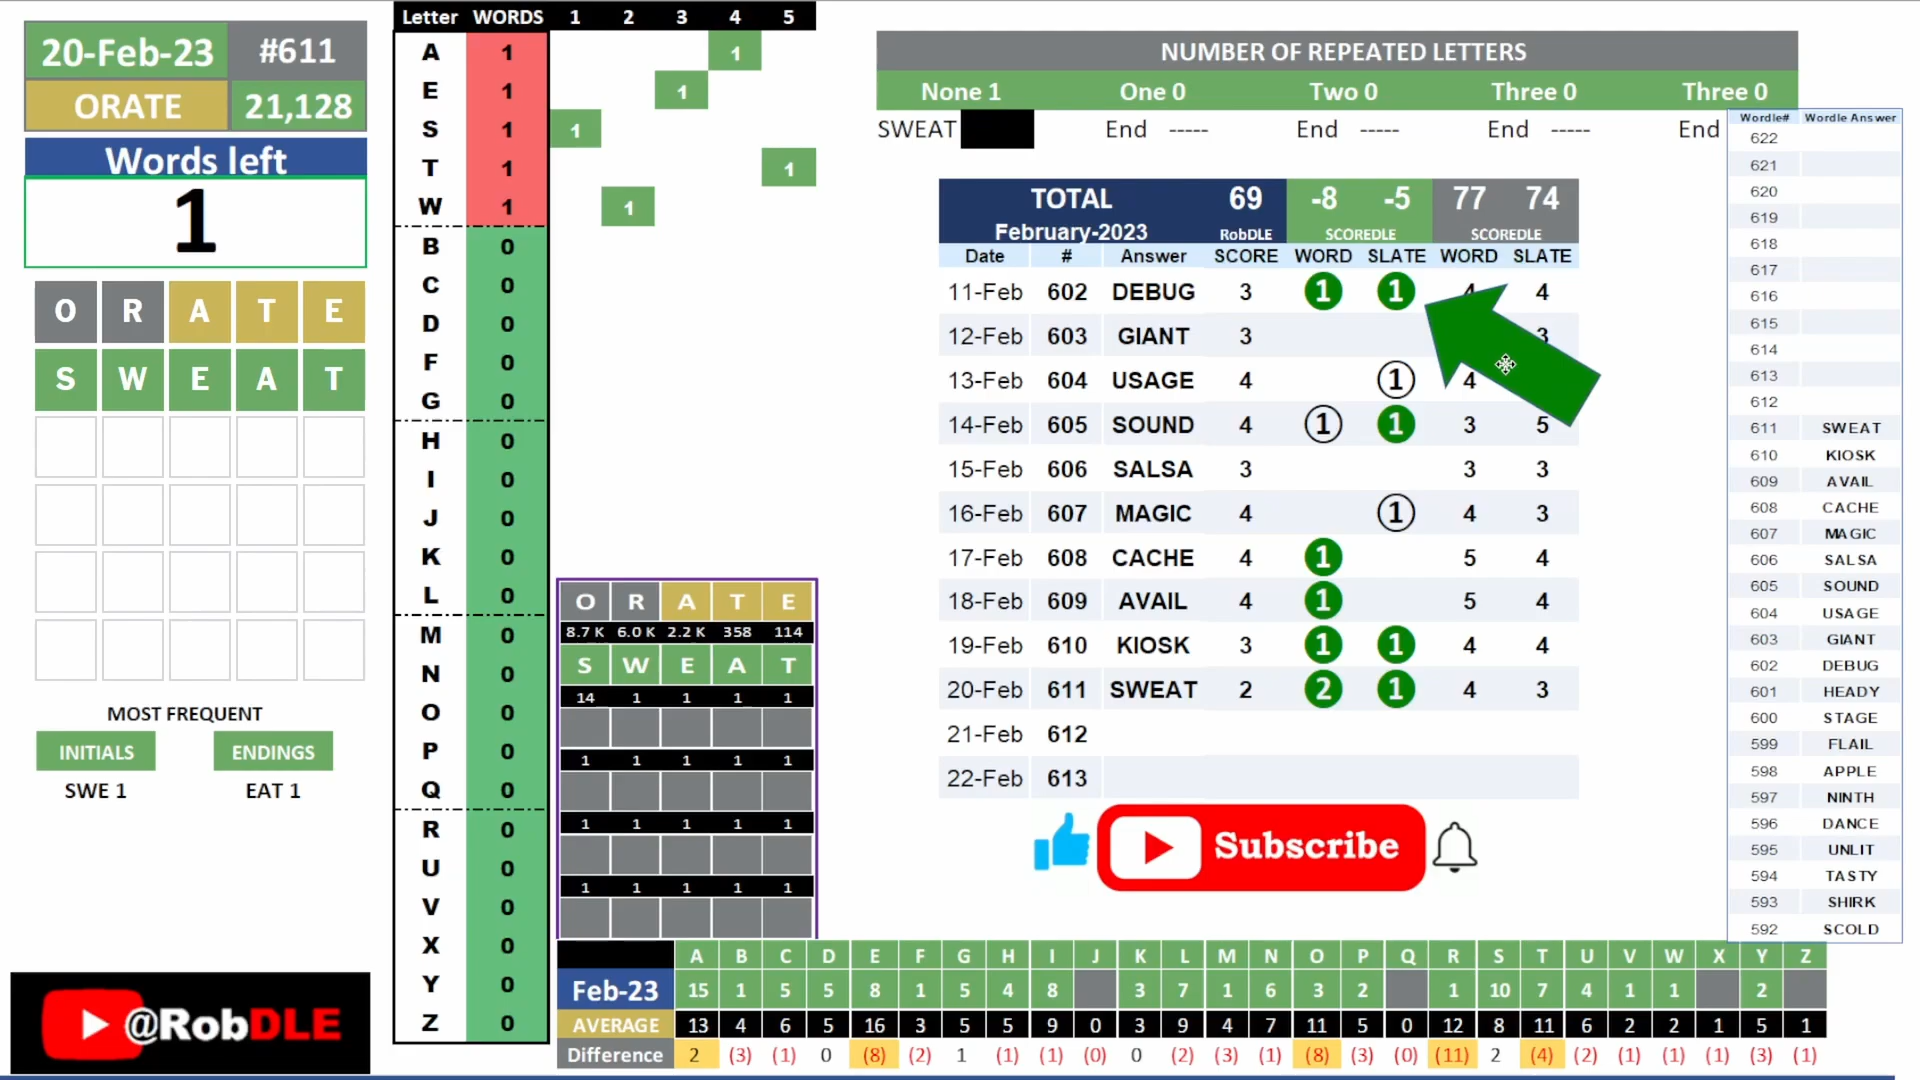 20-Feb-23 #611
ORATE 21,128
Words left
1
O R A T E
S W E A T
MOST FREQUENT
INITIALS ENDINGS
SWE 1 EAT 1
@RobDLE
Letter WORDS 1 2 3 4 5
A 1 1
E 1 1
S 1 1
T 1 1
W 1 1
B 0
C 0
D 0
F 0
G 0
H 0
I 0
J 0
K 0
L 0
M 0
N 0
O 0
P 0
Q 0
R 0
U 0
V 0
X 0
Y 0
Z 0
O R A T E
8.7 K 6.0 K 2.2 K 358 114
S W E A T
14 1 1 1 1
1 1 1 1 1
1 1 1 1 1
1 1 1 1 1
NUMBER OF REPEATED LETTERS
None 1 One 0 Two 0 Three 0 Three 0
SWEAT End ----- End ----- End ----- End
TOTAL 69 -8 -5 77 74
February-2023 RobDLE SCOREDLE SCOREDLE
Date # Answer SCORE WORD SLATE WORD SLATE
11-Feb 602 DEBUG 3 1 1 4 4
12-Feb 603 GIANT 3 3
13-Feb 604 USAGE 4 1 4
14-Feb 605 SOUND 4 1 1 3 5
15-Feb 606 SALSA 3 3 3
16-Feb 607 MAGIC 4 1 4 3
17-Feb 608 CACHE 4 1 5 4
18-Feb 609 AVAIL 4 1 5 4
19-Feb 610 KIOSK 3 1 1 4 4
20-Feb 611 SWEAT 2 2 1 4 3
21-Feb 612
22-Feb 613
Subscribe
Wordle# Wordle Answer
622
621
620
619
618
617
616
615
614
613
612
611 SWEAT
610 KIOSK
609 AVAIL
608 CACHE
607 MAGIC
606 SALSA
605 SOUND
604 USAGE
603 GIANT
602 DEBUG
601 HEADY
600 STAGE
599 FLAIL
598 APPLE
597 NINTH
596 DANCE
595 UNLIT
594 TASTY
593 SHIRK
592 SCOLD
A B C D E F G H I J K L M N O P Q R S T U V W X Y Z
Feb-23 15 1 5 5 8 1 5 4 8 3 7 1 6 3 2 1 10 7 4 1 1 2
AVERAGE 13 4 6 5 16 3 5 5 9 0 3 9 4 7 11 5 0 12 8 11 6 2 2 1 5 1
Difference 2 (3) (1) 0 (8) (2) 1 (1) (1) (0) 0 (2) (3) (1) (8) (3) (0) (11) 2 (4) (2) (1) (1) (1) (3) (1)